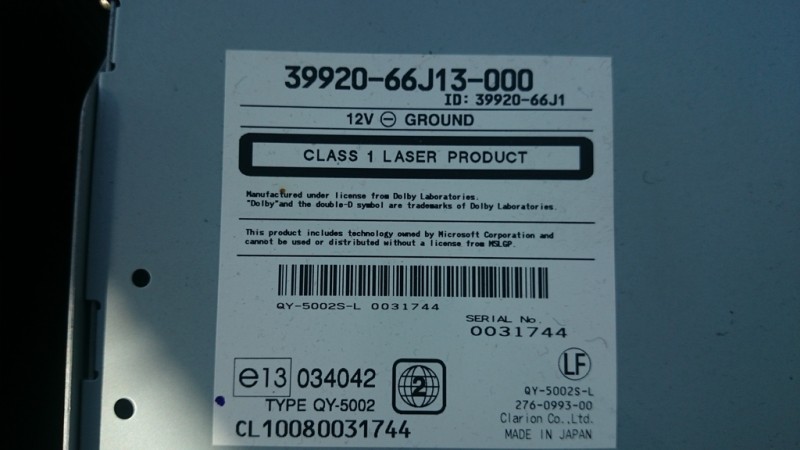 39920-66J13-000
ID: 39920-66J1
12V ⊖ GROUND
CLASS 1 LASER PRODUCT
Manufactured under license from Dolby Laboratories.
"Dolby"and the double-D symbol are trademarks of Dolby Laboratories.
This product includes technology owned by Microsoft Corporation and
cannot be used or distributed without a license from MSLGP.
QY-5002S-L 0031744
SERIAL No.
0031744
e13 034042
2
LF
TYPE QY-5002
QY-5002S-L
276-0993-00
Clarion Co.,Ltd.
CL10080031744
MADE IN JAPAN